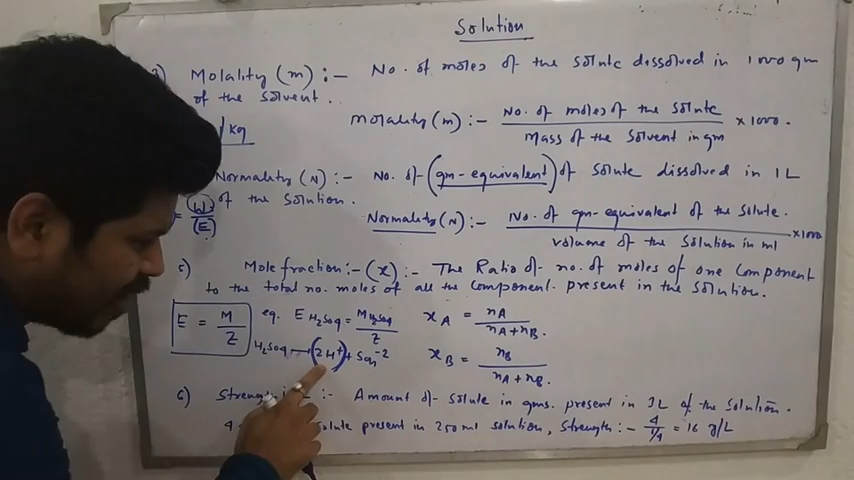 Solution
Molality (m) :- No. of moles of the solute dissolved in 1000 gm
of the solvent.
kg
Molality (m) :- No. of moles of the solute / Mass of the solvent in gm × 1000.
Normality (N) :- No. of (gm-equivalent) of solute dissolved in 1L
of the solution.
= W/E
Normality (N) :- No. of gm-equivalent of the solute. / volume of the solution in ml × 1000
5) Mole fraction :- (x) :- The Ratio of no. of moles of one component
to the total no. moles of all the component. present in the solution.
E = M/Z
eq. E H2SO4 = M H2SO4 / Z
H2SO4 → (2H+) + SO4-2
xA = nA / nA + nB.
xB = nB / nA + nB.
6) :- Amount of solute in gms. present in 1L of the solution.
solute present in 250 ml solution, Strength :- 4 / 1/4 = 16 g/L